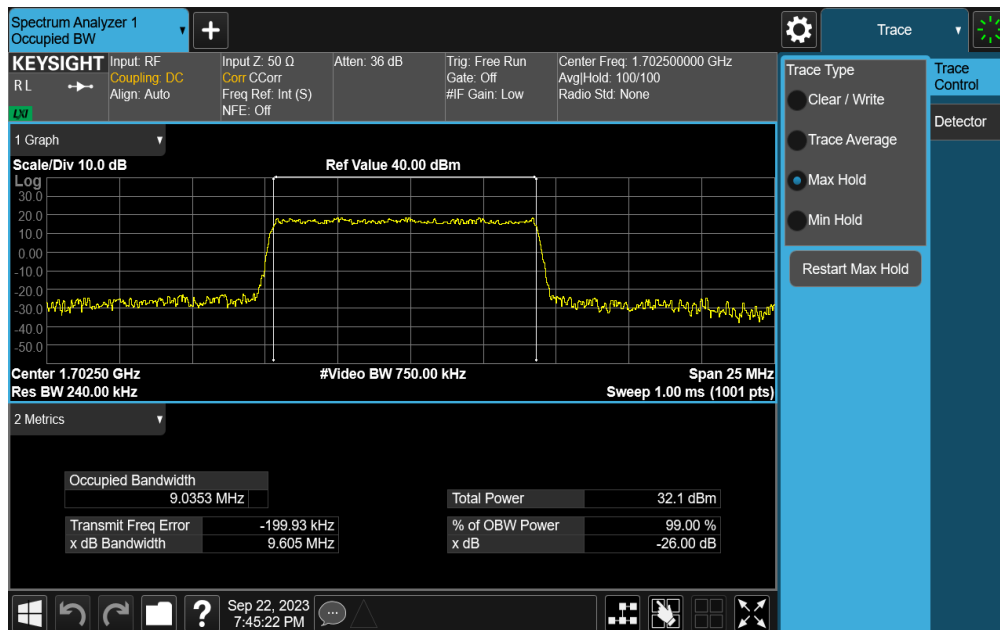 Spectrum Analyzer 1
Occupied BW
+
Trace
KEYSIGHT
RL
LXI
Input: RF
Coupling: DC
Align: Auto
Input Z: 50 Ω
Corr CCorr
Freq Ref: Int (S)
NFE: Off
Atten: 36 dB
Trig: Free Run
Gate: Off
#IF Gain: Low
Center Freq: 1.702500000 GHz
Avg|Hold: 100/100
Radio Std: None
Trace Type
Clear / Write
Trace Average
Max Hold
Min Hold
Restart Max Hold
Trace
Control
Detector
1 Graph
Scale/Div 10.0 dB
Ref Value 40.00 dBm
Log
30.0
20.0
10.0
0.00
-10.0
-20.0
-30.0
-40.0
-50.0
Center 1.70250 GHz
#Video BW 750.00 kHz
Span 25 MHz
Res BW 240.00 kHz
Sweep 1.00 ms (1001 pts)
2 Metrics
Occupied Bandwidth
9.0353 MHz
Total Power 32.1 dBm
Transmit Freq Error -199.93 kHz
% of OBW Power 99.00 %
x dB Bandwidth 9.605 MHz
x dB -26.00 dB
?
Sep 22, 2023
7:45:22 PM